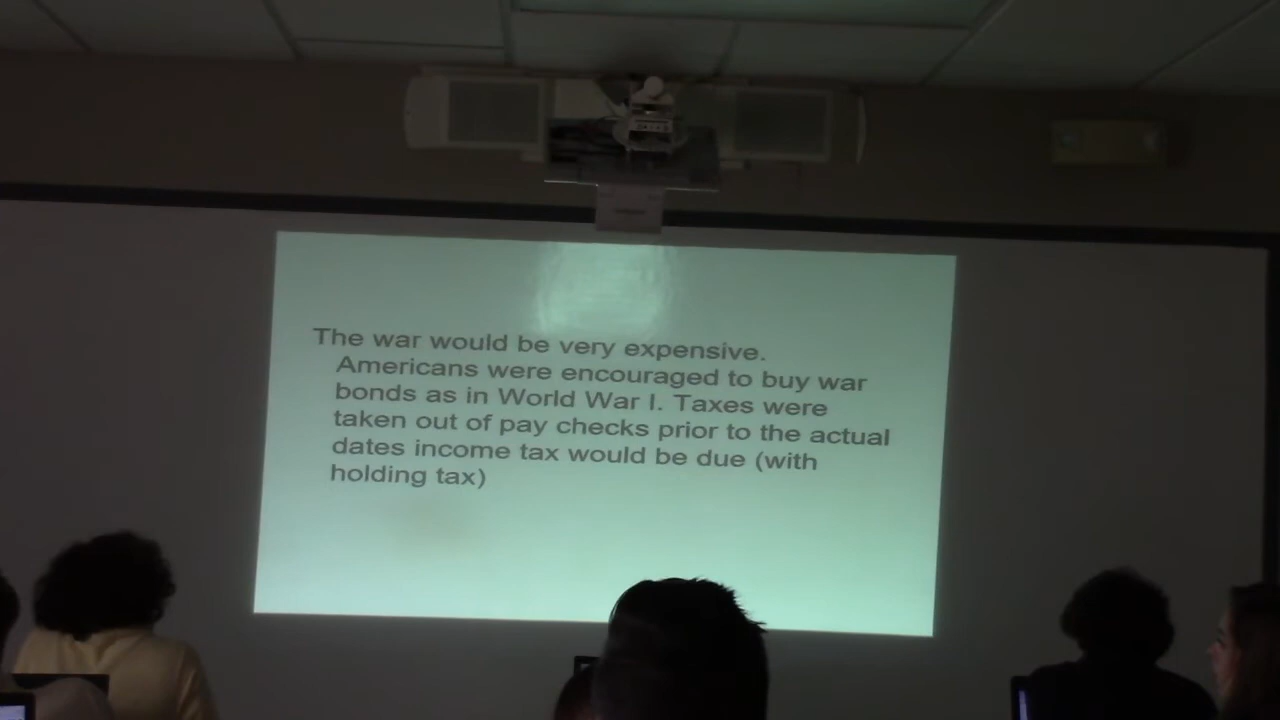 The war would be very expensive.
Americans were encouraged to buy war
bonds as in World War I. Taxes were
taken out of pay checks prior to the actual
dates income tax would be due (with
holding tax)